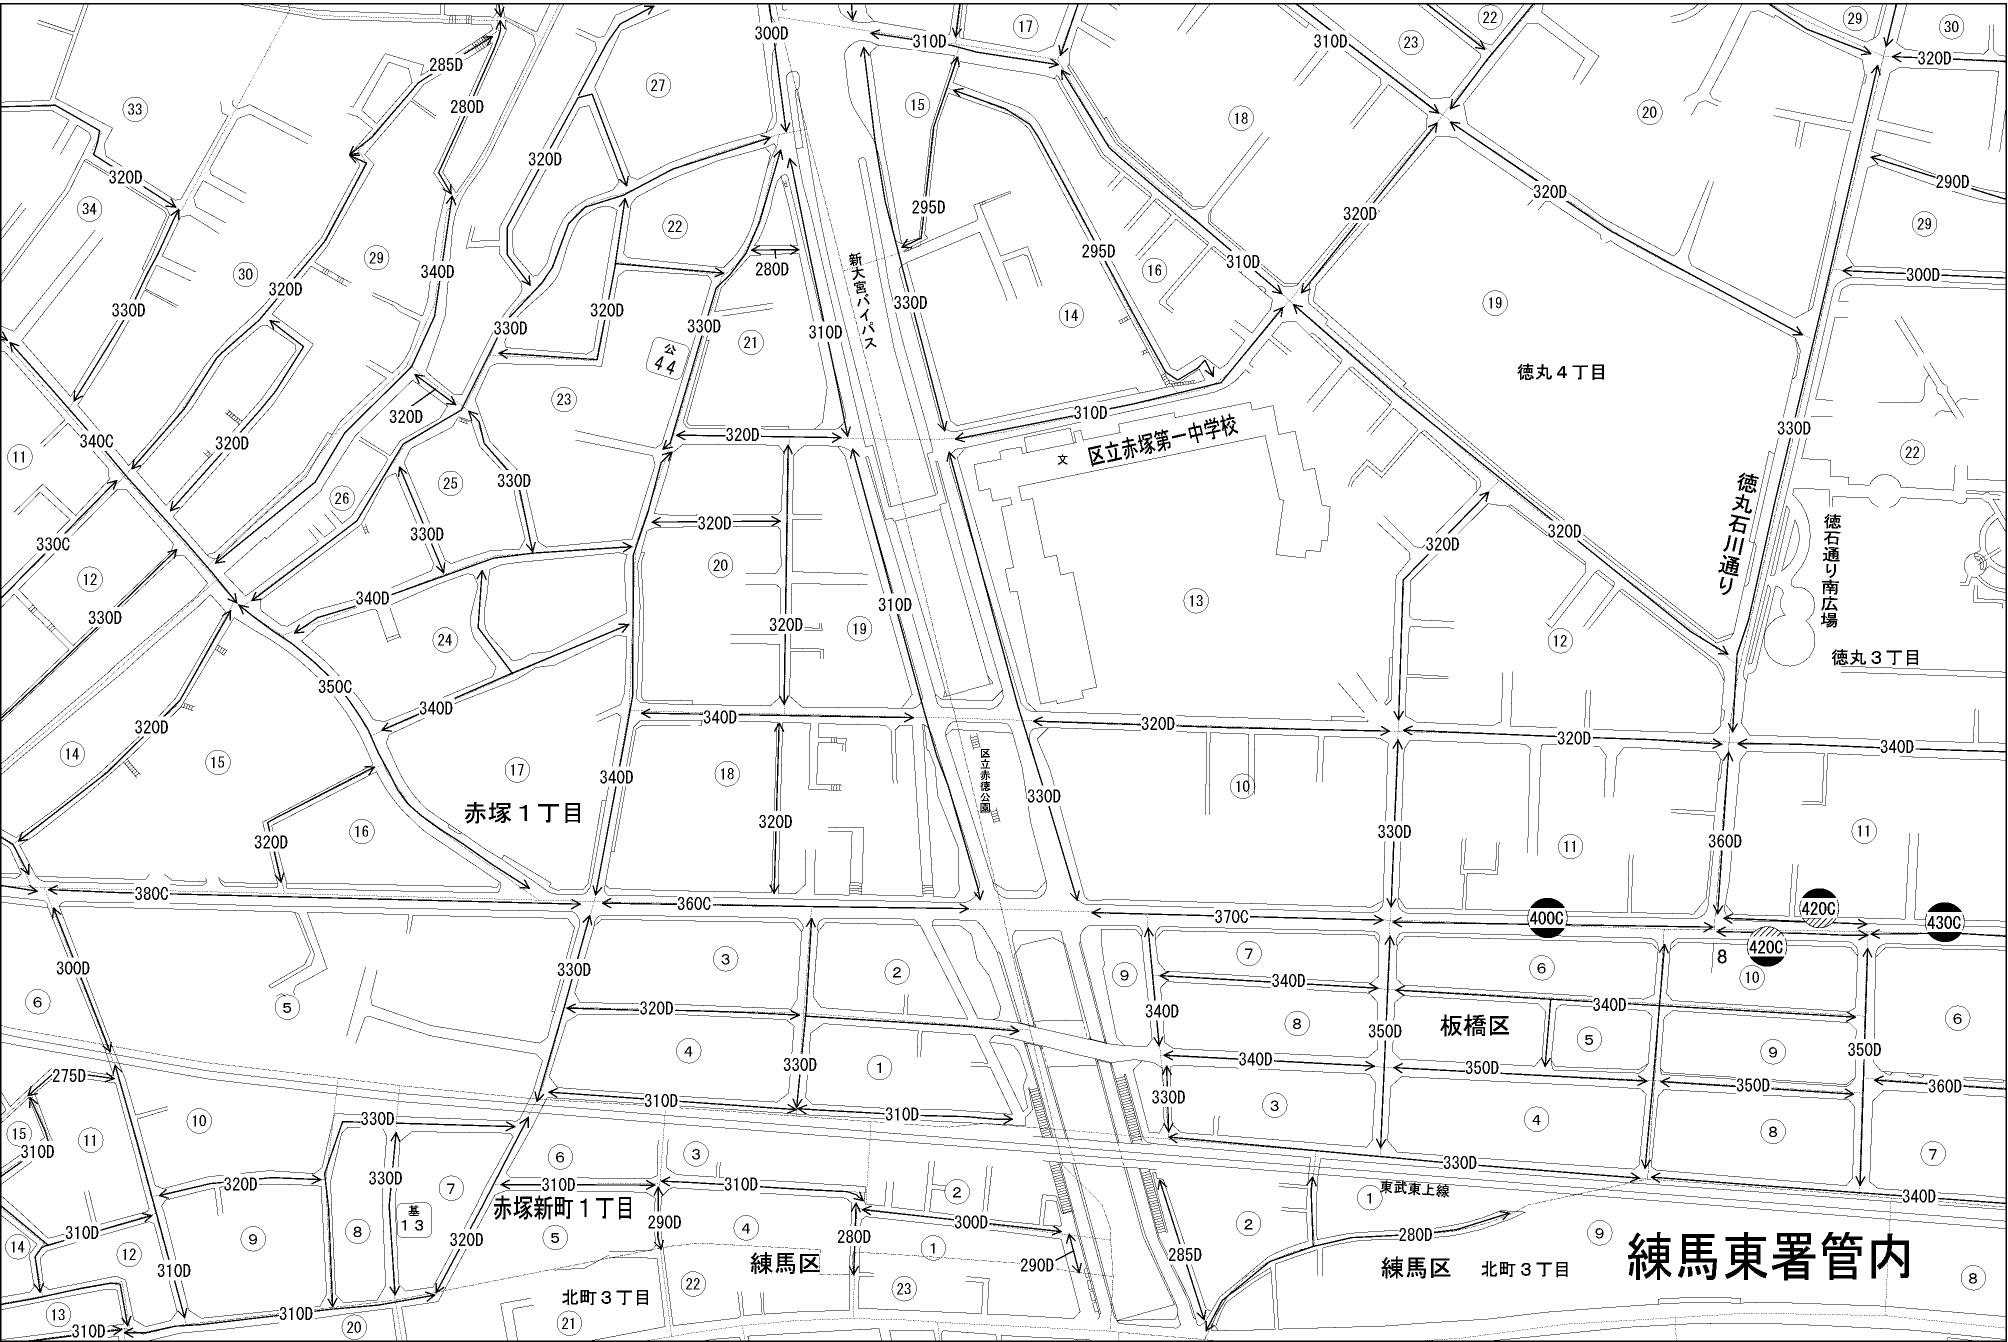 300D
310D
17
310D
23
22
29
30
320D
285D
27
33
280D
15
18
20
320D
320D
34
22
295D
320D
320D
290D
29
30
29
340D
280D
295D
16
310D
300D
320D
330D
320D
330D
330D
310D
新大宮バイパス
330D
14
19
公
44
21
徳丸4丁目
320D
23
310D
320D
340C
320D
11
区立赤塚第一中学校
文
330D
22
25
26
330D
徳丸石川通り
徳石通り南広場
330D
320D
330C
320D
320D
12
20
340D
310D
13
330D
320D
19
24
12
徳丸3丁目
350C
340D
340D
320D
320D
320D
340D
14
15
17
340D
18
区立赤徳公園
10
330D
赤塚1丁目
16
320D
320D
330D
11
360D
11
380C
360C
370C
400C
420C
430C
420C
330D
3
2
7
9
6
8
10
300D
6
5
340D
320D
340D
340D
8
350D
板橋区
5
6
4
1
330D
340D
350D
9
350D
275D
350D
360D
310D
310D
330D
3
4
8
10
11
15
330D
310D
330D
6
3
330D
7
320D
7
310D
310D
2
1
東武東上線
340D
基
13
赤塚新町1丁目
290D
280D
300D
2
310D
9
8
320D
5
4
1
285D
280D
9
14
12
310D
練馬区
290D
練馬区
北町3丁目
練馬東署管内
8
22
23
北町3丁目
13
310D
310D
20
21